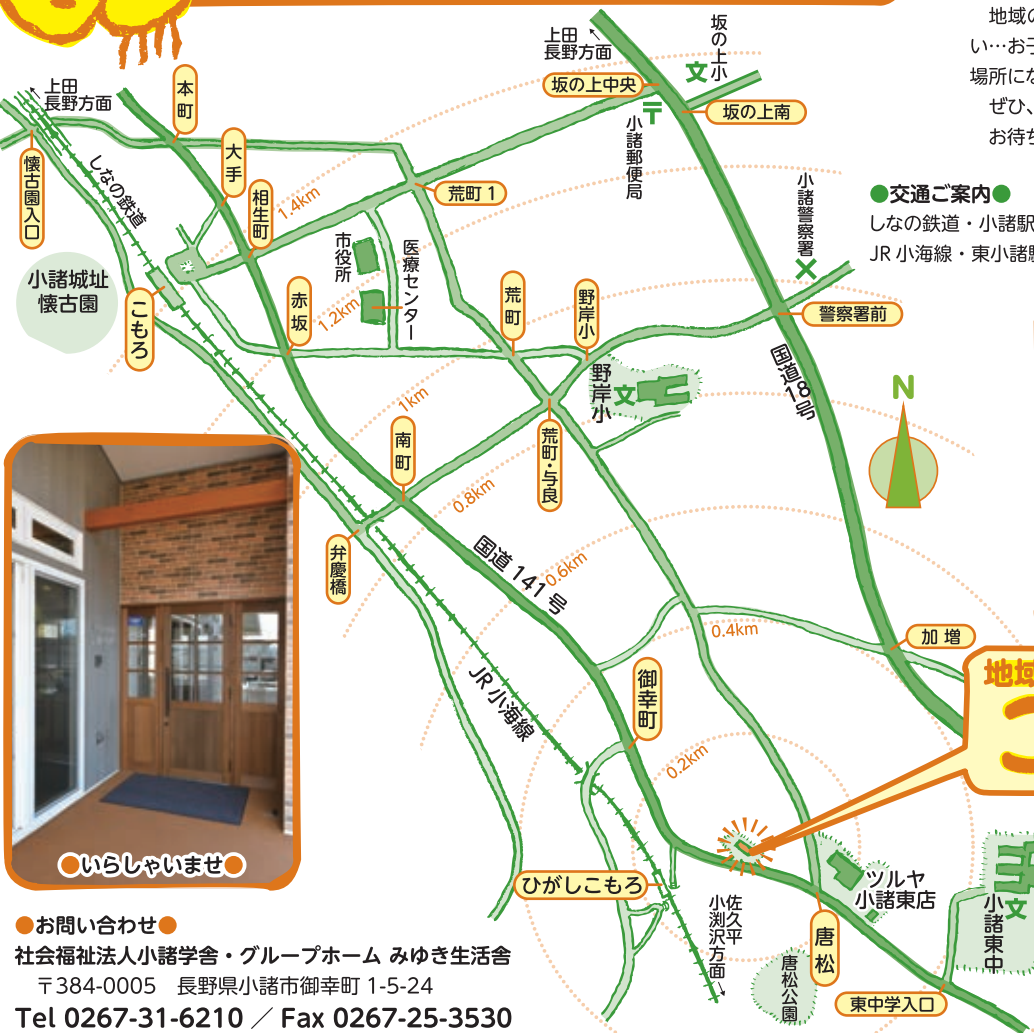 上田
長野方面
坂の上小
坂の上中央
坂の上南
小諸郵便局
地域の
い…お子
場所にな
ぜひ、
お待ち
●交通ご案内●
しなの鉄道・小諸駅
JR 小海線・東小諸駅
上田
長野方面
本町
大手
相生町
懐古園入口
しなの鉄道
1.4km
荒町 1
小諸警察署
市役所
医療センター
小諸城址
懐古園
こもろ
赤坂
1.2km
荒町
野岸小
警察署前
国道18号
野岸小
文
N
1km
南町
荒町・与良
0.8km
弁慶橋
国道 141 号
0.6km
0.4km
加増
地域
こ
御幸町
JR 小海線
0.2km
いらしゃいませ
ひがしこもろ
佐久平
小渕沢方面
ツルヤ
小諸東店
唐松
唐松公園
小諸東中
文
東中学入口
●お問い合わせ●
社会福祉法人小諸学舎・グループホーム みゆき生活舎
〒384-0005　長野県小諸市御幸町 1-5-24
Tel 0267-31-6210 ／ Fax 0267-25-3530